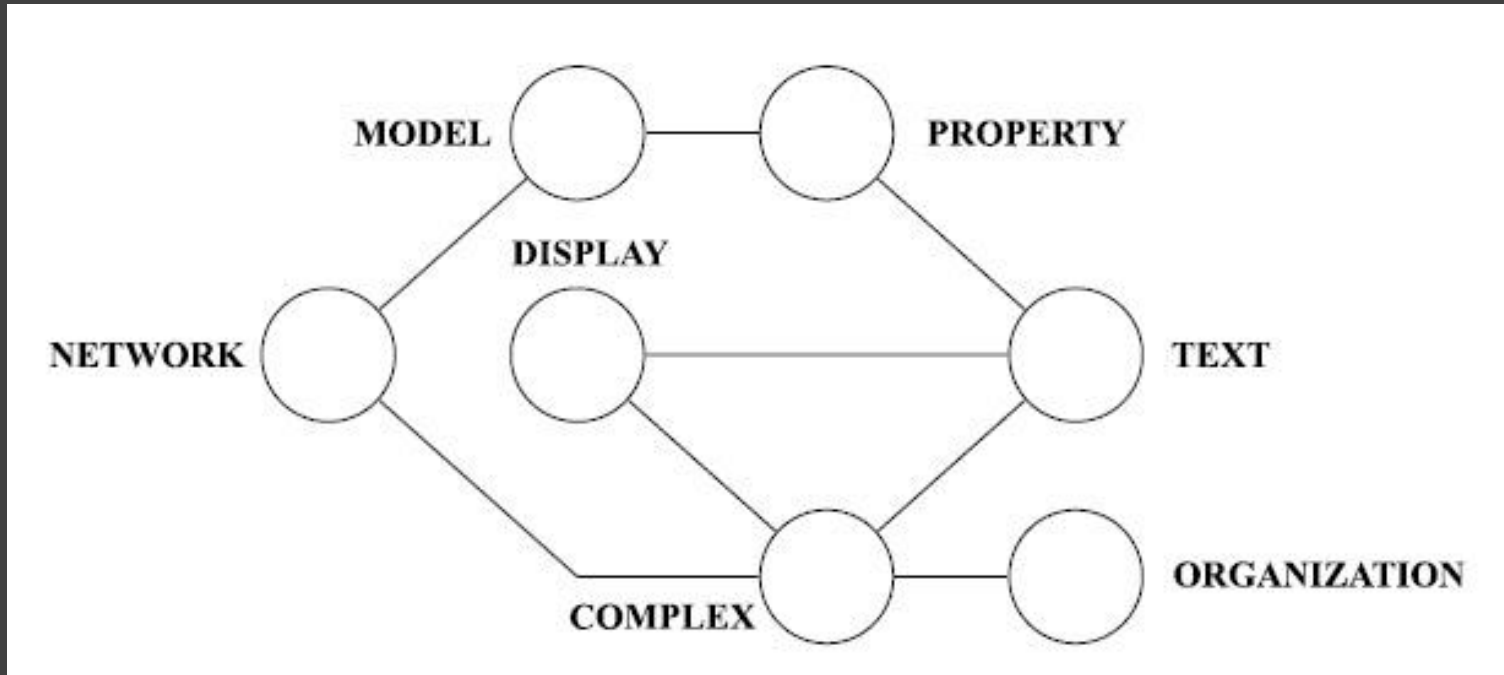 MODEL
PROPERTY
DISPLAY
NETWORK
TEXT
ORGANIZATION
COMPLEX